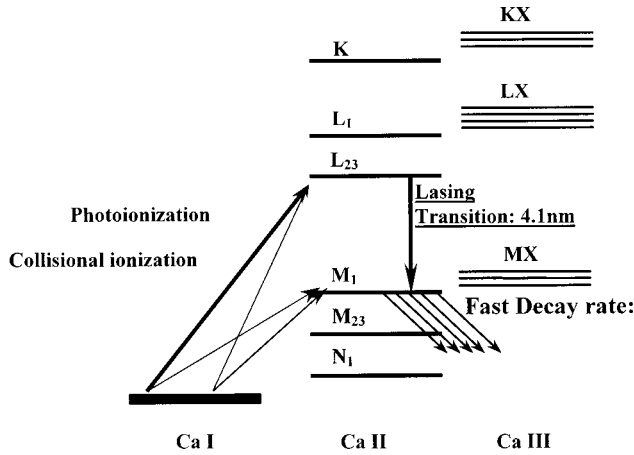 KX
K
LX
L1
L23
Lasing
Photoionization
Transition: 4.1nm
Collisional ionization
MX
M1
Fast Decay rate:
M23
N1
Ca I
Ca II
Ca III